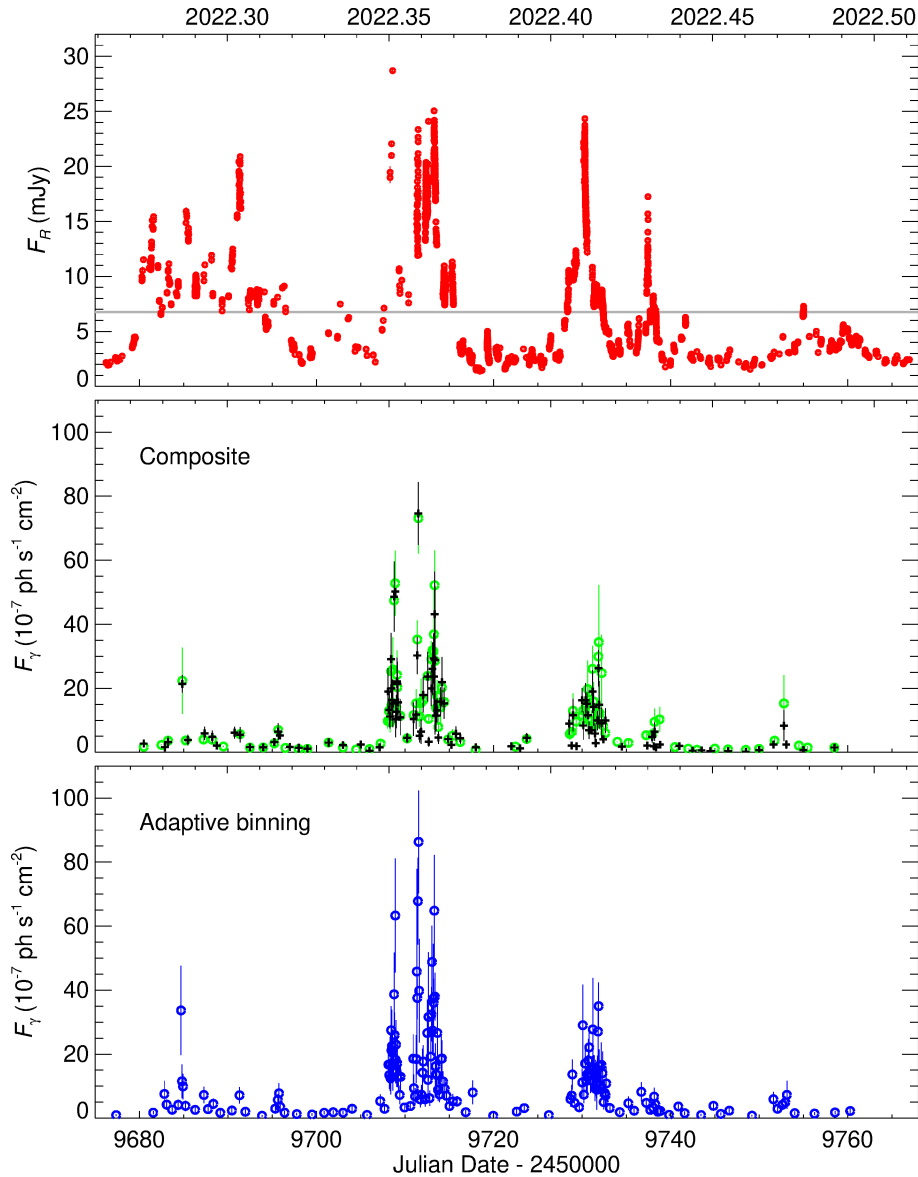 2022.30 2022.35 2022.40 2022.45 2022.50
30
25
20
15
10
5
0
F_R (mJy)
Composite
100
80
60
40
20
0
Fγ (10⁻⁷ ph s⁻¹ cm⁻²)
Adaptive binning
100
80
60
40
20
0
Fγ (10⁻⁷ ph s⁻¹ cm⁻²)
9680 9700 9720 9740 9760
Julian Date - 2450000